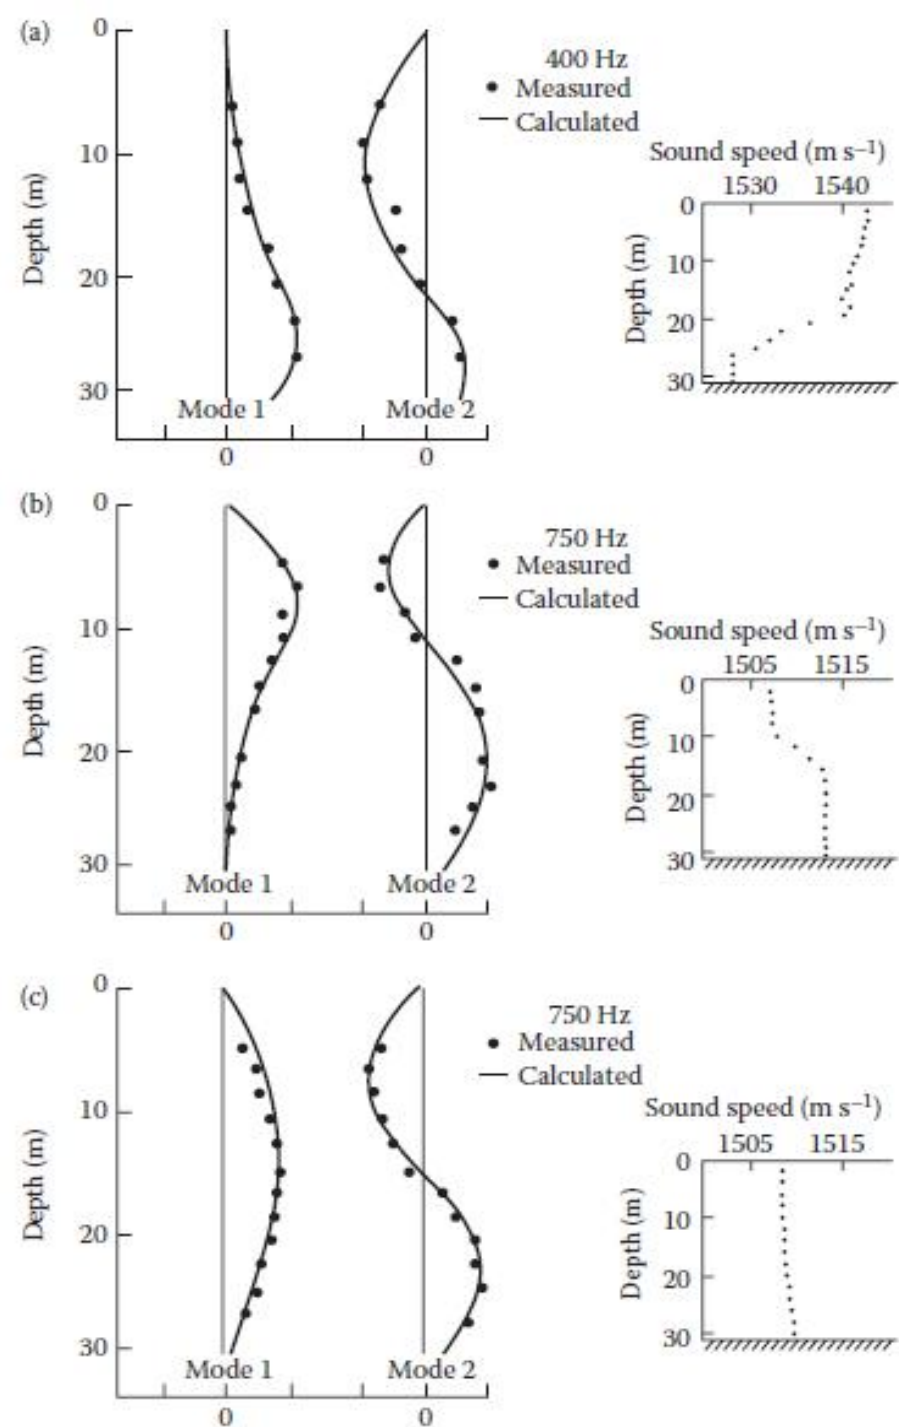 (a)
0
10
20
30
Depth (m)
Mode 1
Mode 2
0
0
400 Hz
Measured
Calculated
Sound speed (m s⁻¹)
1530 1540
0
10
20
30
Depth (m)
(b)
0
10
20
30
Depth (m)
Mode 1
Mode 2
0
0
750 Hz
Measured
Calculated
Sound speed (m s⁻¹)
1505 1515
0
10
20
30
Depth (m)
(c)
0
10
20
30
Depth (m)
Mode 1
Mode 2
0
0
750 Hz
Measured
Calculated
Sound speed (m s⁻¹)
1505 1515
0
10
20
30
Depth (m)